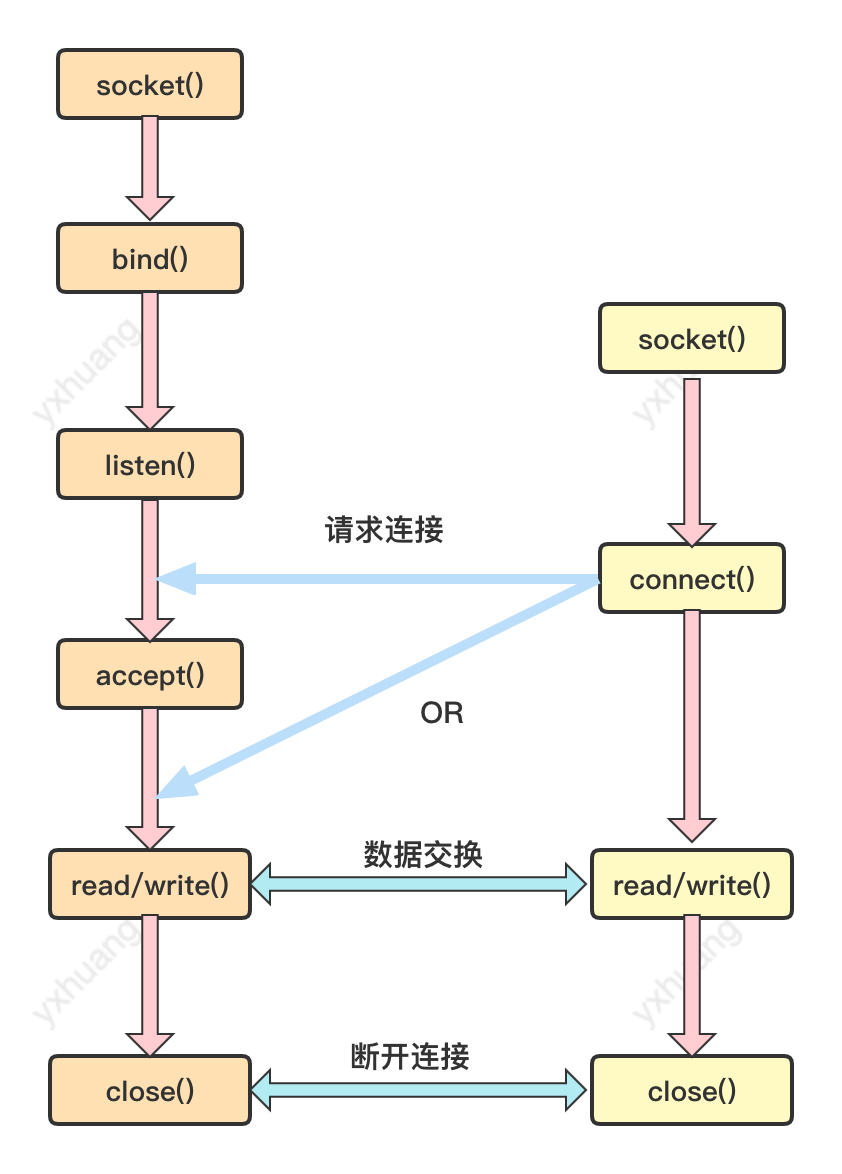 socket()
bind()
socket()
listen()
请求连接
connect()
accept()
OR
数据交换
read/write()
read/write()
断开连接
close()
close()
yxhuang
yxhuang
yxhuang
yxhuang